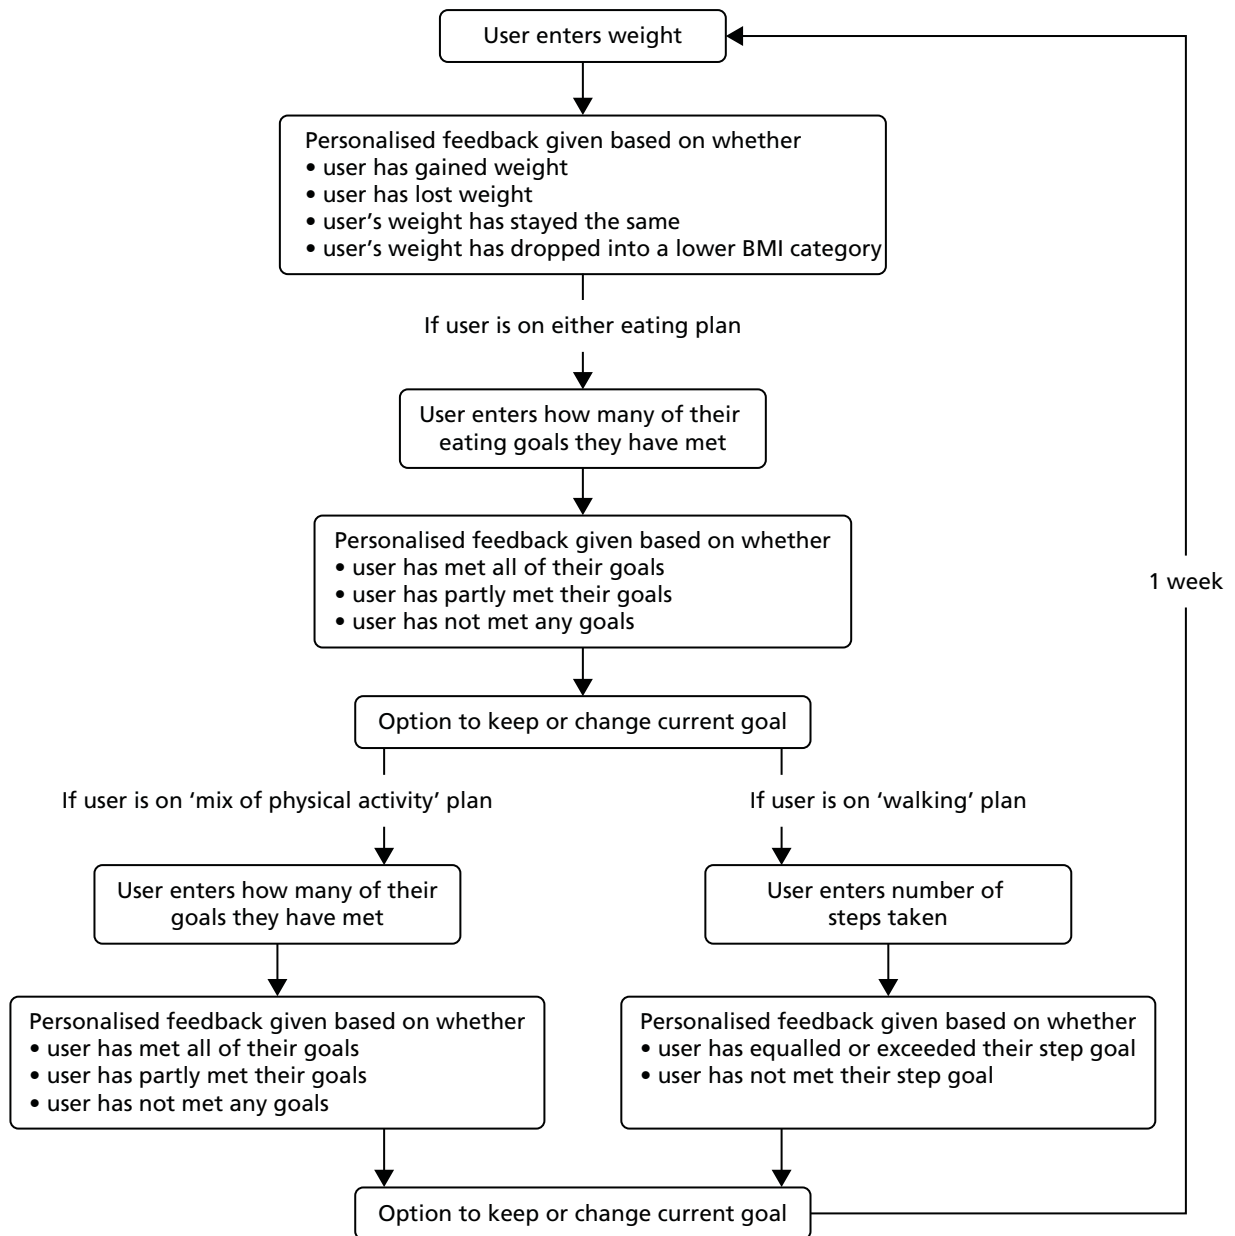 User enters weight
Personalised feedback given based on whether
• user has gained weight
• user has lost weight
• user’s weight has stayed the same
• user’s weight has dropped into a lower BMI category
If user is on either eating plan
User enters how many of their
eating goals they have met
Personalised feedback given based on whether
• user has met all of their goals
• user has partly met their goals
• user has not met any goals
1 week
Option to keep or change current goal
If user is on ‘mix of physical activity’ plan
If user is on ‘walking’ plan
User enters how many of their
goals they have met
User enters number of
steps taken
Personalised feedback given based on whether
• user has met all of their goals
• user has partly met their goals
• user has not met any goals
Personalised feedback given based on whether
• user has equalled or exceeded their step goal
• user has not met their step goal
Option to keep or change current goal